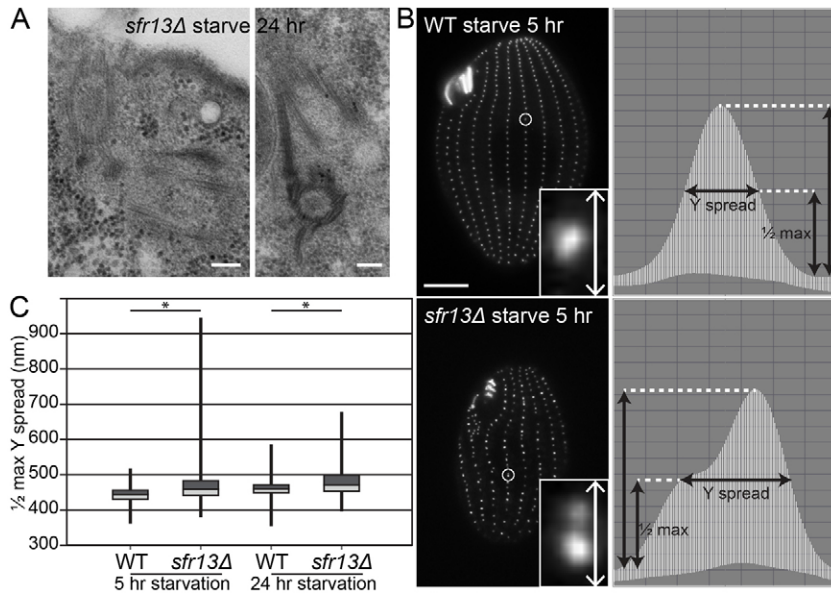 A
sfr13Δ starve 24 hr
B
WT starve 5 hr
Y spread
½ max
sfr13Δ starve 5 hr
Y spread
½ max
C
½ max Y spread (nm)
900
800
700
600
500
400
300
*
*
WT
sfr13Δ
WT
sfr13Δ
5 hr starvation
24 hr starvation